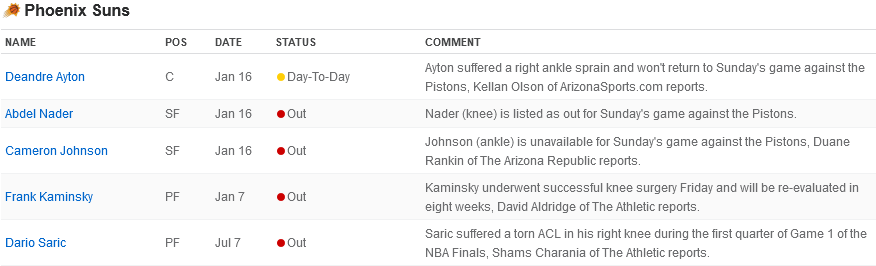 Phoenix Suns
NAME POS DATE STATUS COMMENT
Deandre Ayton C Jan 16 Day-To-Day Ayton suffered a right ankle sprain and won't return to Sunday's game against the
Pistons, Kellan Olson of ArizonaSports.com reports.
Abdel Nader SF Jan 16 Out Nader (knee) is listed as out for Sunday's game against the Pistons.
Cameron Johnson SF Jan 16 Out Johnson (ankle) is unavailable for Sunday's game against the Pistons, Duane
Rankin of The Arizona Republic reports.
Frank Kaminsky PF Jan 7 Out Kaminsky underwent successful knee surgery Friday and will be re-evaluated in
eight weeks, David Aldridge of The Athletic reports.
Dario Saric PF Jul 7 Out Saric suffered a torn ACL in his right knee during the first quarter of Game 1 of the
NBA Finals, Shams Charania of The Athletic reports.